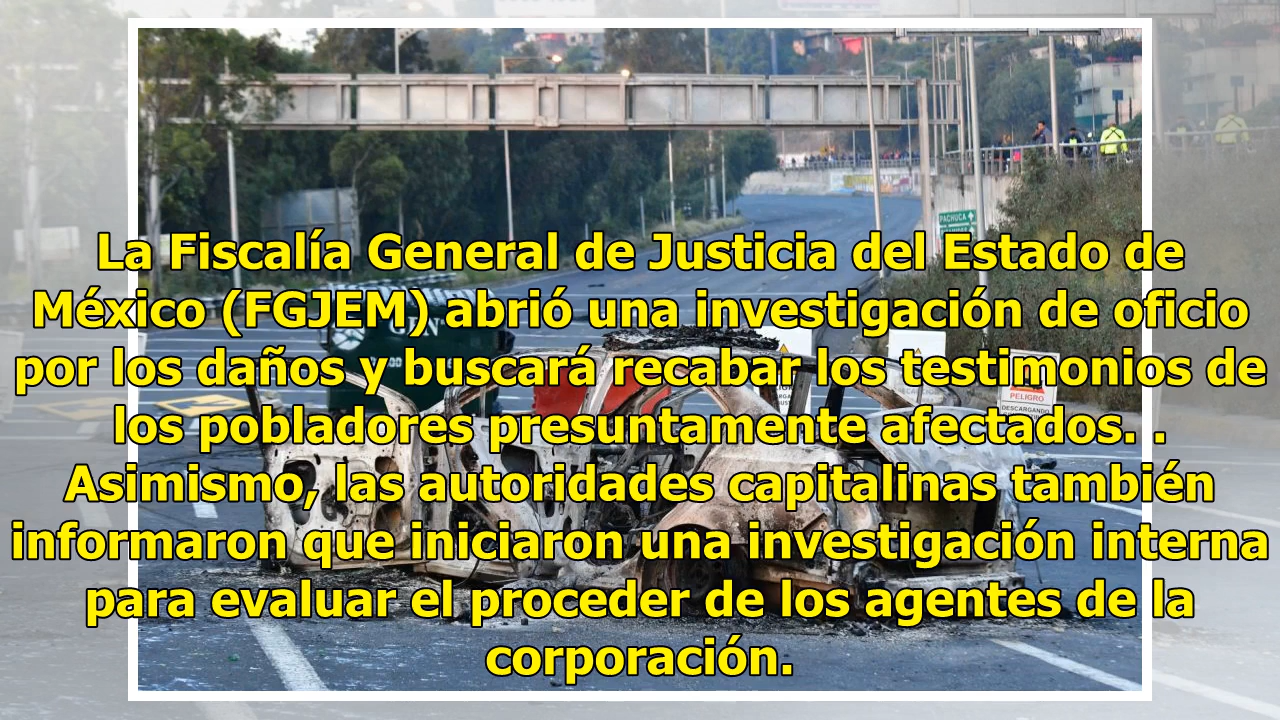 PACHUCA
La Fiscalía General de Justicia del Estado de
México (FGJEM) abrió una investigación de oficio
por los daños y buscará recabar los testimonios de
los pobladores presuntamente afectados. .
Asimismo, las autoridades capitalinas también
informaron que iniciaron una investigación interna
para evaluar el proceder de los agentes de la
corporación.
PELIGRO
DESCARGANDO